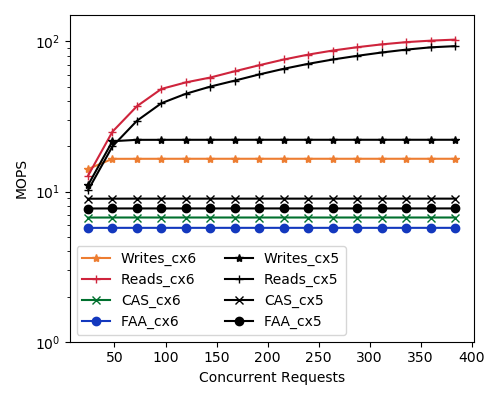 10²
10¹
10⁰
MOPS
50 100 150 200 250 300 350 400
Concurrent Requests
Writes_cx6 Writes_cx5
Reads_cx6 Reads_cx5
CAS_cx6 CAS_cx5
FAA_cx6 FAA_cx5